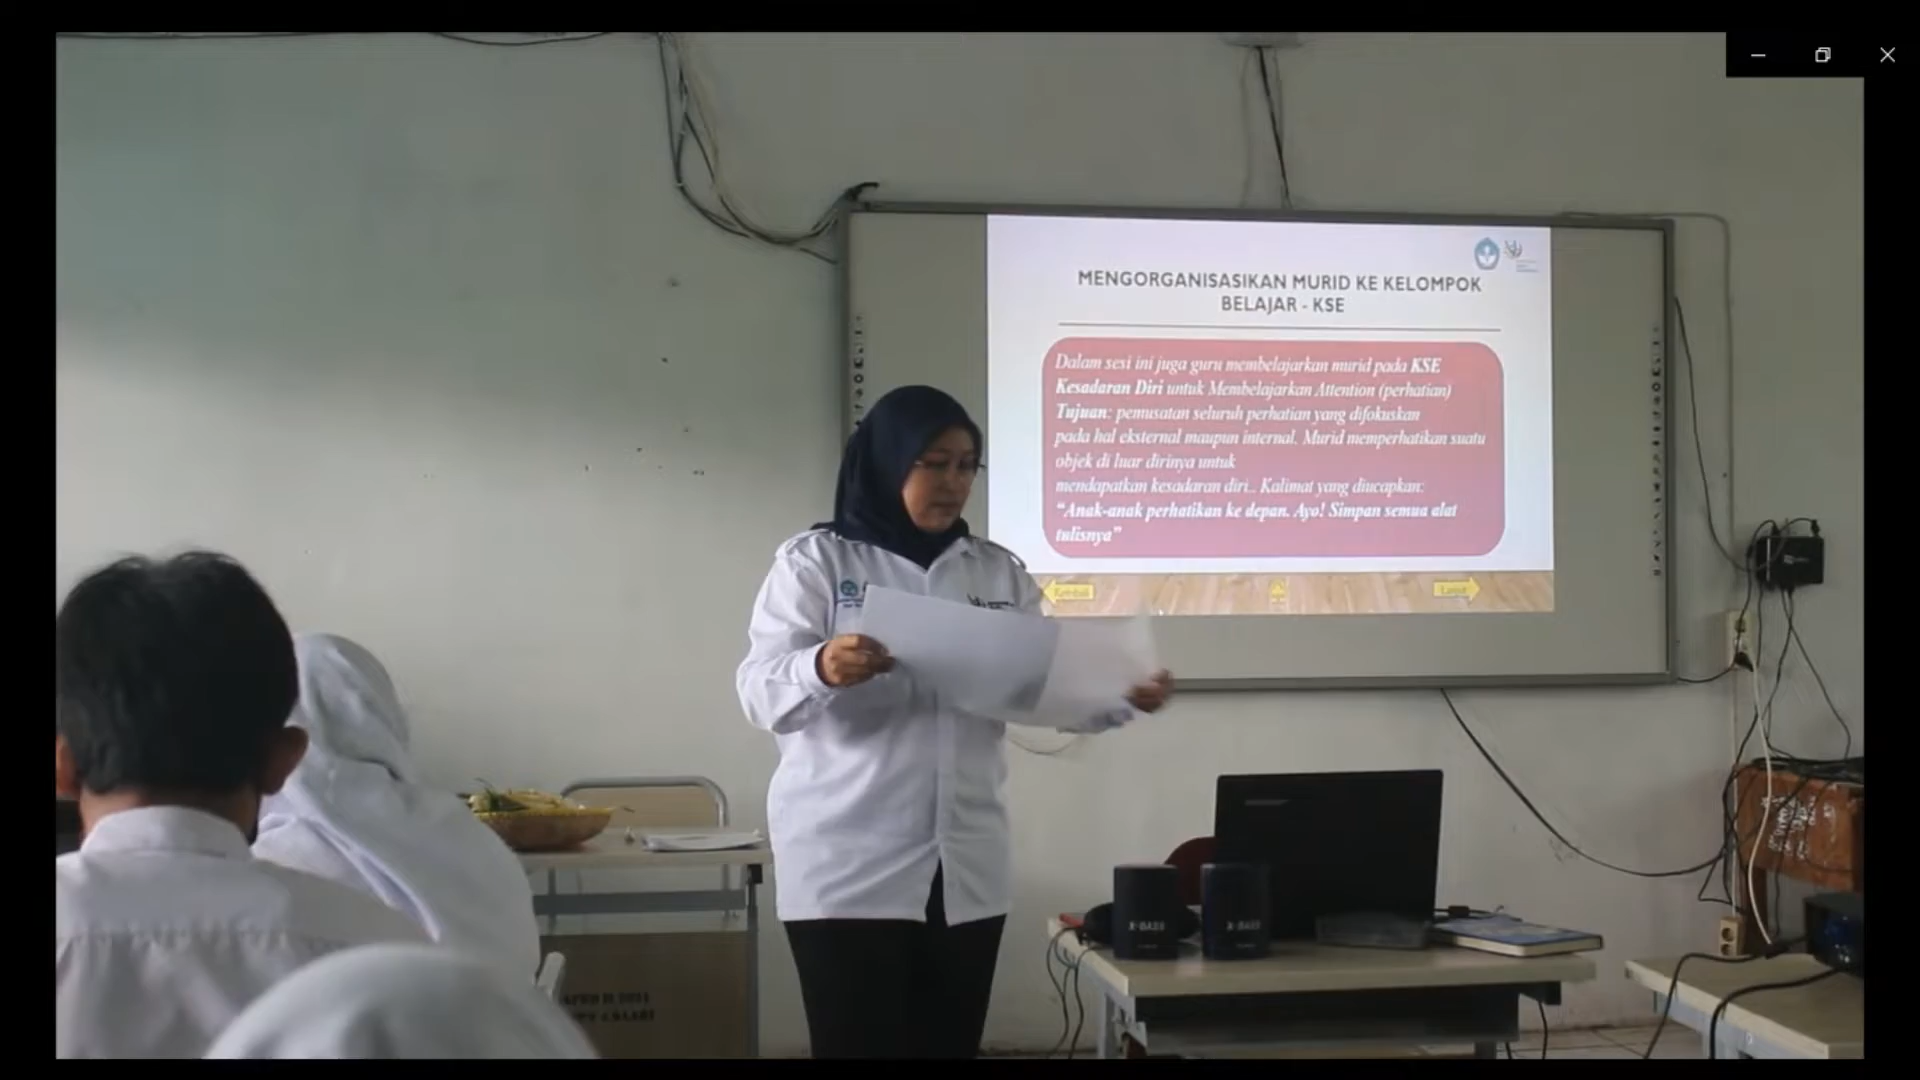 MENGORGANISASIKAN MURID KE KELOMPOK
BELAJAR - KSE
Dalam sesi ini juga guru membelajarkan murid pada KSE
Kesadaran Diri untuk Membelajarkan Attention (perhatian)
Tujuan: pemusatan seluruh perhatian yang difokuskan
pada hal eksternal maupun internal. Murid memperhatikan suatu
objek di luar dirinya untuk
mendapatkan kesadaran diri.. Kalimat yang diucapkan:
“Anak-anak perhatikan ke depan. Ayo! Simpan semua alat
tulisnya”
Kembali
Lanjut
X-BASS
X-BASS